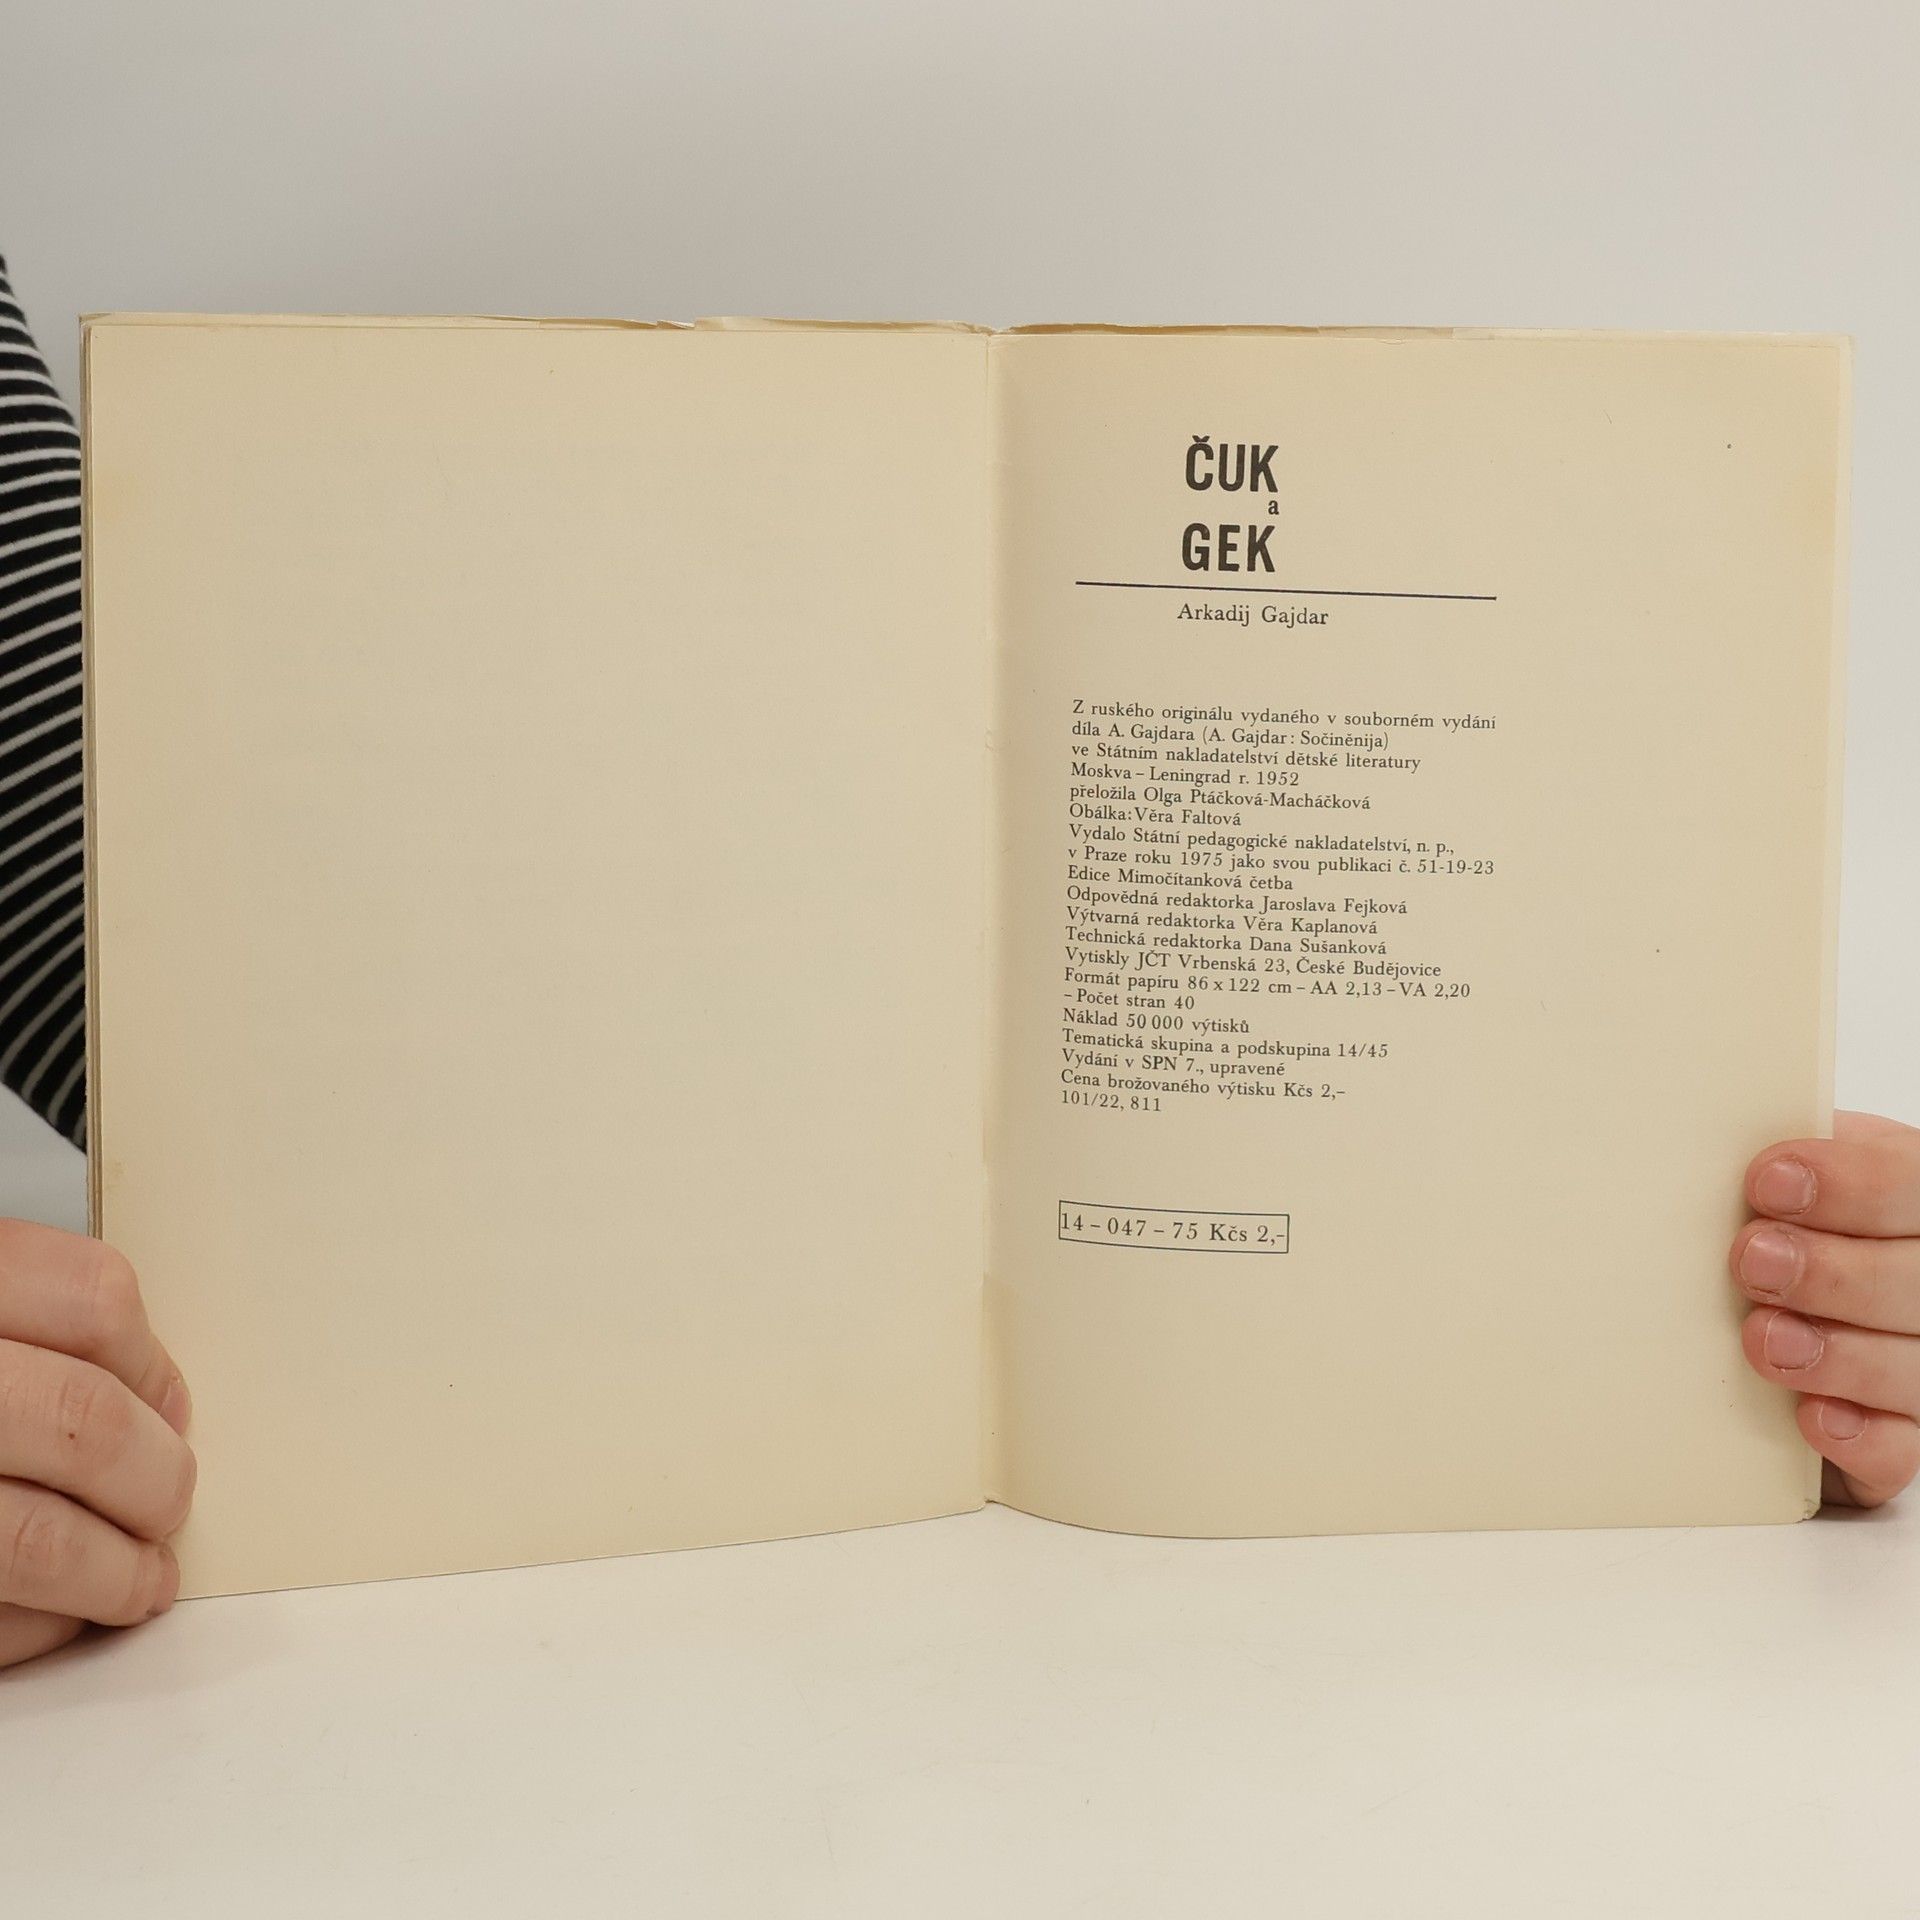 ČUK
a
GEK
Arkadij Gajdar
Z ruského originálu vydaného v souborném vydání
díla A. Gajdara (A. Gajdar: Sočiněnija)
ve Státním nakladatelství dětské literatury
Moskva – Leningrad r. 1952
přeložila Olga Ptáčková-Macháčková
Obálka: Věra Faltová
Vydalo Státní pedagogické nakladatelství, n. p.,
v Praze roku 1975 jako svou publikaci č. 51-19-23
Edice Mimočítanková četba
Odpovědná redaktorka Jaroslava Fejková
Výtvarná redaktorka Věra Kaplanová
Technická redaktorka Dana Sušanková
Vytiskly JČT Vrbenská 23, České Budějovice
Formát papíru 86 x 122 cm – AA 2,13 – VA 2,20
– Počet stran 40
Náklad 50 000 výtisků
Tematická skupina a podskupina 14/45
Vydání v SPN 7., upravené
Cena brožovaného výtisku Kčs 2,–
101/22, 811
14 – 047 – 75 Kčs 2,–